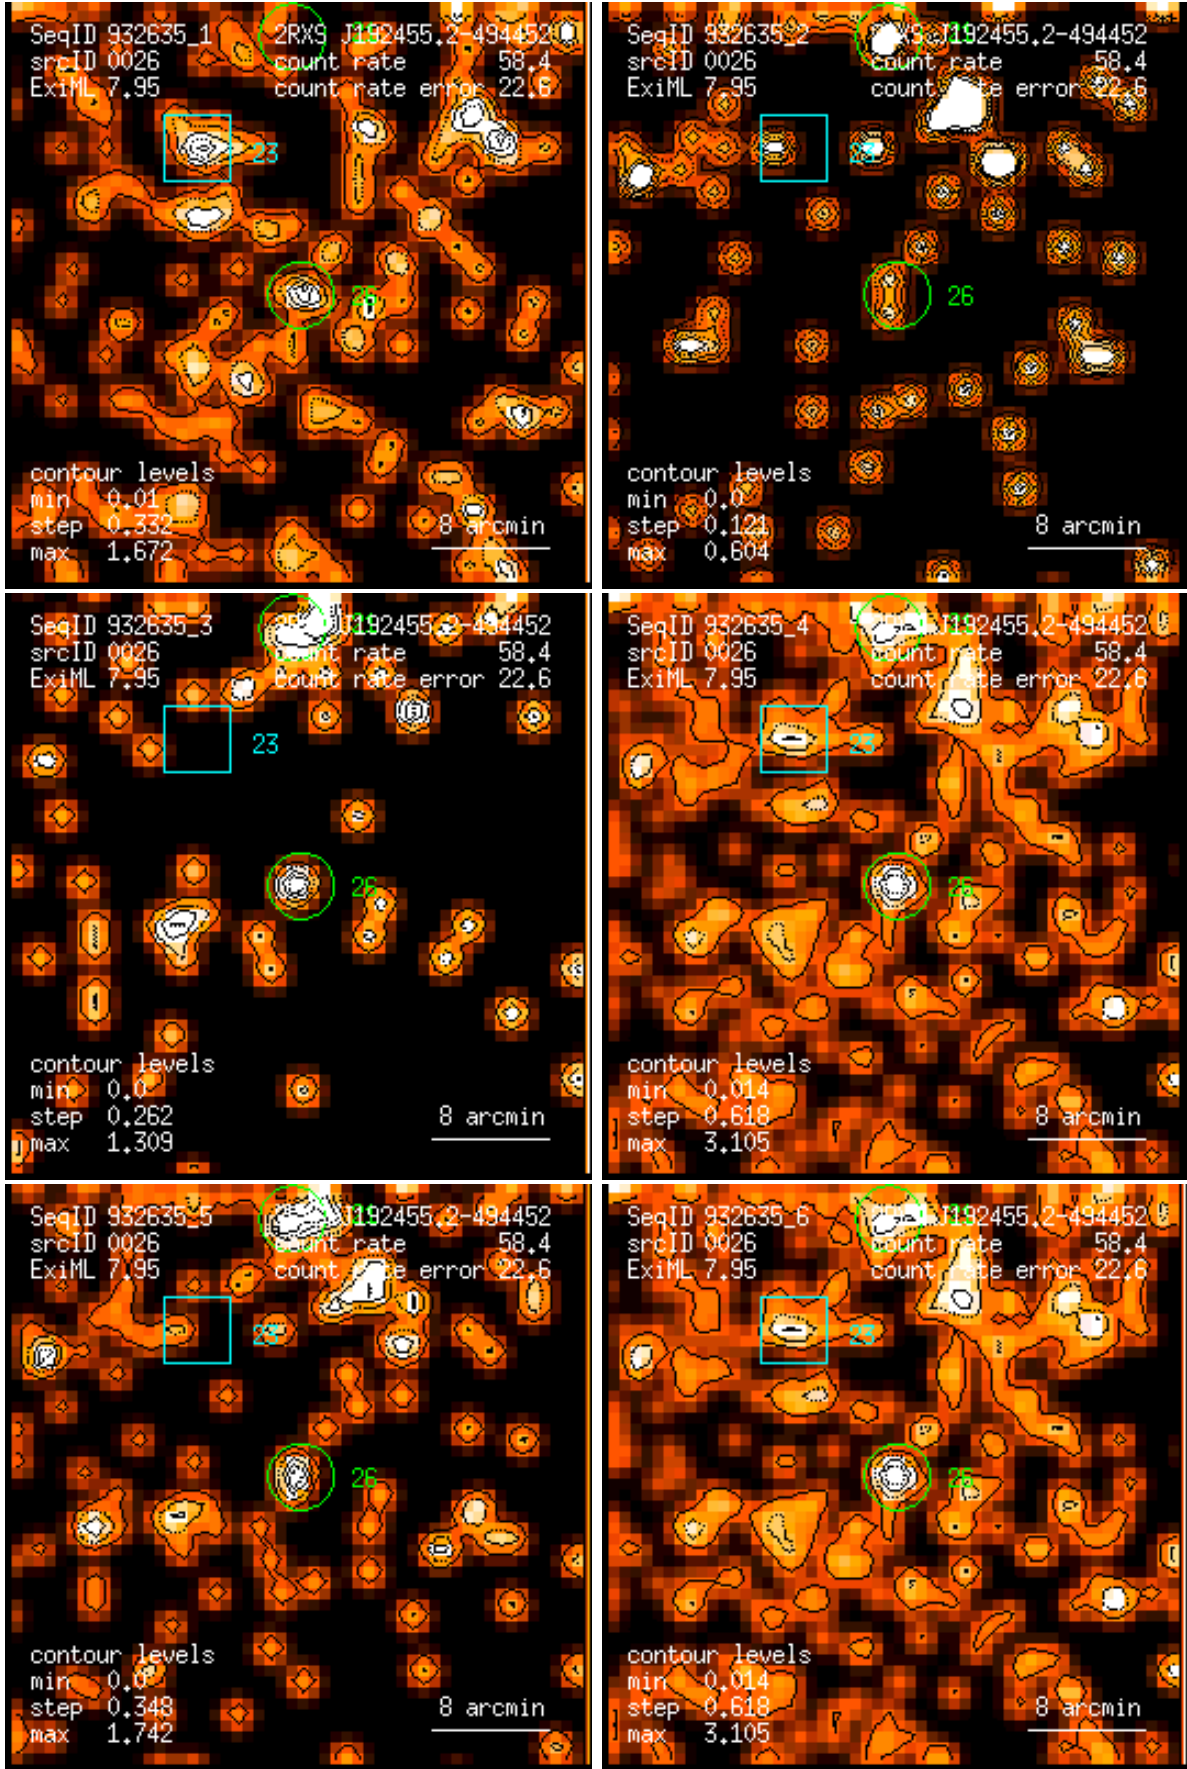 SeqID 932635_1 2RXS J192455.2-494452
srcID 0026 count rate 58.4
ExiML 7.95 count rate error 22.6
23
26
contour levels
min 0.01
step 0.332
max 1.672
8 arcmin
SeqID 932635_2 J192455.2-494452
srcID 0026 count rate 58.4
ExiML 7.95 count rate error 22.6
23
26
contour levels
min 0.0
step 0.121
max 0.604
8 arcmin
SeqID 932635_3 J192455.2-494452
srcID 0026 count rate 58.4
ExiML 7.95 count rate error 22.6
23
26
contour levels
min 0.0
step 0.262
max 1.309
8 arcmin
SeqID 932635_4 J192455.2-494452
srcID 0026 count rate 58.4
ExiML 7.95 count rate error 22.6
23
26
contour levels
min 0.014
step 0.618
max 3.105
8 arcmin
SeqID 932635_5 J192455.2-494452
srcID 0026 count rate 58.4
ExiML 7.95 count rate error 22.6
23
26
contour levels
min 0.0
step 0.348
max 1.742
8 arcmin
SeqID 932635_6 J192455.2-494452
srcID 0026 count rate 58.4
ExiML 7.95 count rate error 22.6
23
26
contour levels
min 0.014
step 0.618
max 3.105
8 arcmin